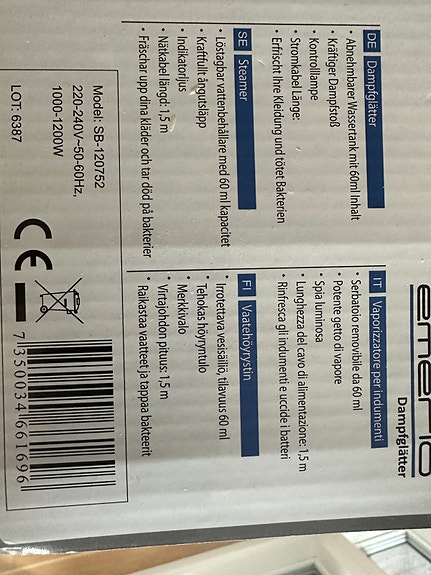 emerio
Dampfglätter
DE Dampfglätter
• Abnehmbarer Wassertank mit 60ml Inhalt
• Kräftiger Dampfstoß
• Kontrolllampe
• Stromkabel Länge:
• Erfrischt Ihre Kleidung und tötet Bakterien
IT Vaporizzatore per indumenti
• Serbatoio removibile da 60 ml
• Potente getto di vapore
• Spia luminosa
• Lunghezza del cavo di alimentazione: 1,5 m
• Rinfresca gli indumenti e uccide i batteri
SE Steamer
• Löstagbar vattenbehållare med 60 ml kapacitet
• Kraftfullt ångutsläpp
• Indikatorljus
• Nätkabel längd: 1,5 m
• Fräschar upp dina kläder och tar död på bakterier
FI Vaatehöyrystin
• Irrotettava vesisäiliö, tilavuus 60 ml
• Tehokas höyryntulo
• Merkkivalo
• Virtajohdon pituus: 1,5 m
• Raikastaa vaatteet ja tappaa bakteerit
Model: SB-120752
220-240V~50-60Hz,
1000-1200W
LOT: 6387
CE
7 350034 661696